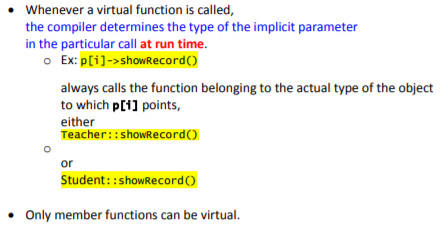 • Whenever a virtual function is called,
the compiler determines the type of the implicit parameter
in the particular call at run time.
o Ex: p[i]->showRecord()
always calls the function belonging to the actual type of the object
to which p[i] points,
either
Teacher::showRecord()
o
or
Student::showRecord()
• Only member functions can be virtual.